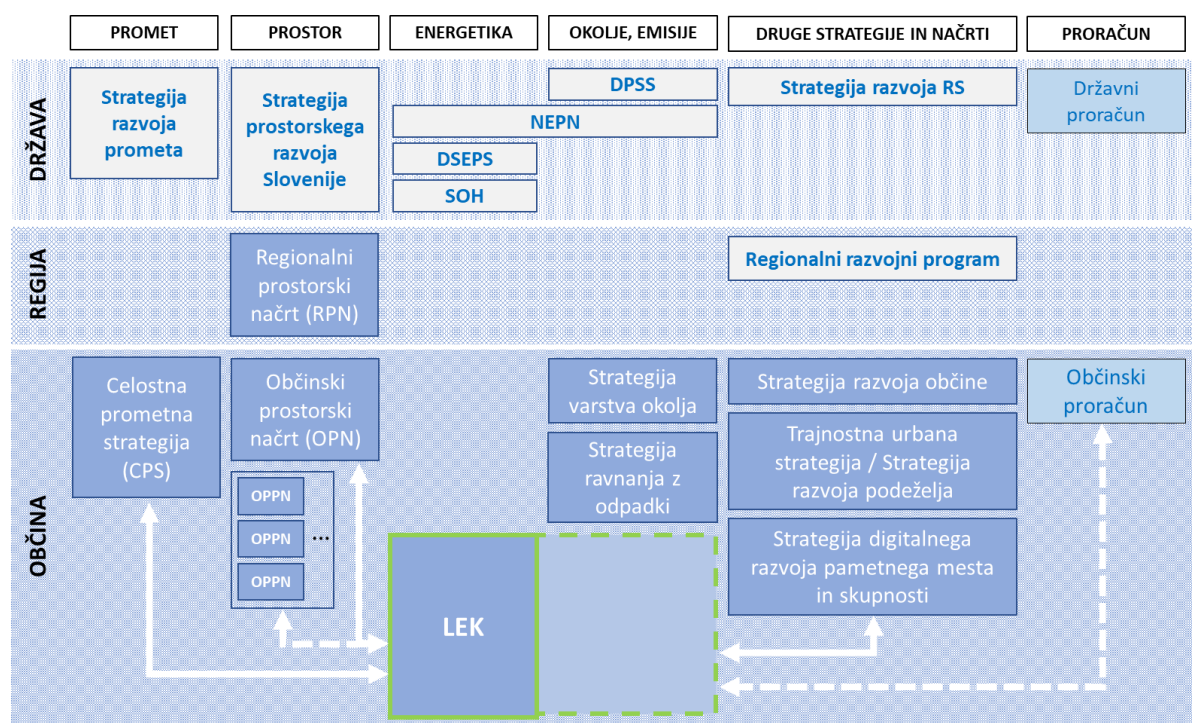 PROMET
PROSTOR
ENERGETIKA
OKOLJE, EMISIJE
DRUGE STRATEGIJE IN NAČRTI
PRORAČUN
DRŽAVA
Strategija
razvoja
prometa
Strategija
prostorskega
razvoja
Slovenije
DPSS
NEPN
DSEPS
SOH
Strategija razvoja RS
Državni
proračun
REGIJA
Regionalni
prostorski
načrt (RPN)
Regionalni razvojni program
OBČINA
Celostna
prometna
strategija
(CPS)
Občinski
prostorski
načrt (OPN)
OPPN
OPPN
...
OPPN
LEK
Strategija
varstva okolja
Strategija
ravnanja z
odpadki
Strategija razvoja občine
Trajnostna urbana
strategija / Strategija
razvoja podeželja
Strategija digitalnega
razvoja pametnega mesta
in skupnosti
Občinski
proračun